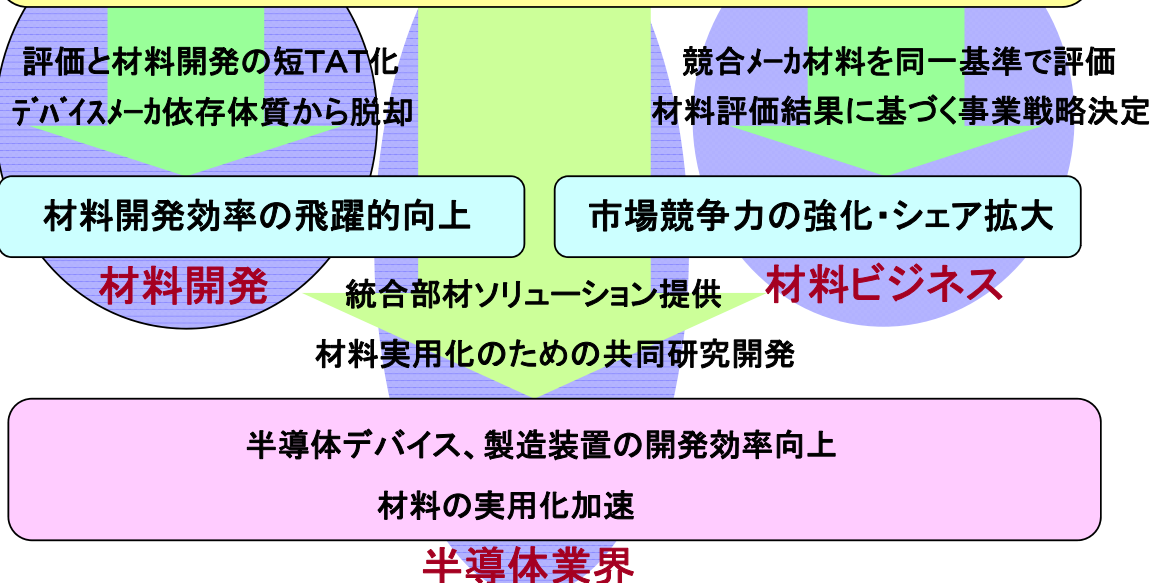 評価と材料開発の短TAT化
ﾃﾞﾊﾞｲｽﾒｰｶ依存体質から脱却
競合ﾒｰｶ材料を同一基準で評価
材料評価結果に基づく事業戦略決定
材料開発効率の飛躍的向上
市場競争力の強化・シェア拡大
材料開発
材料ビジネス
統合部材ソリューション提供
材料実用化のための共同研究開発
半導体デバイス、製造装置の開発効率向上
材料の実用化加速
半導体業界